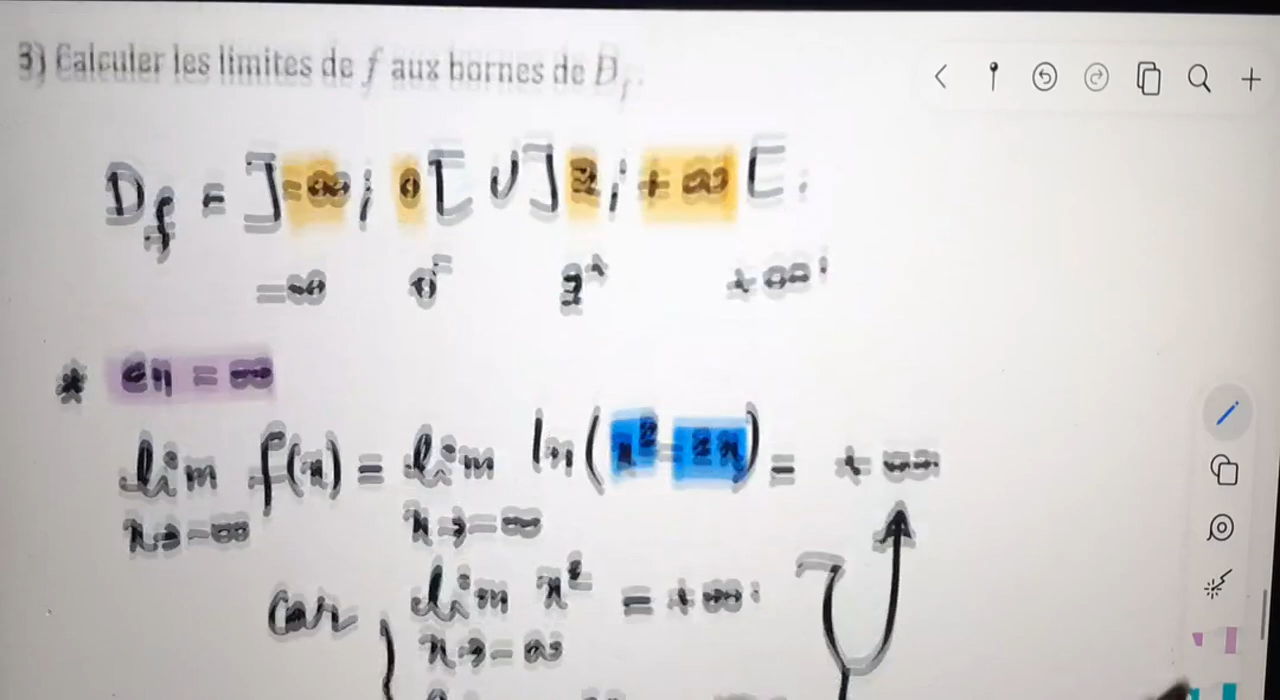 3) Calculer les limites de f aux bornes de D_f.
D_f = ]-∞; 0[ ∪ ]2; +∞[.
-∞ 0⁻ 2⁺ +∞.
* en -∞
lim f(x) = lim ln(x² - 2x) = +∞
x→-∞ x→-∞
car lim x² = +∞.
x→-∞